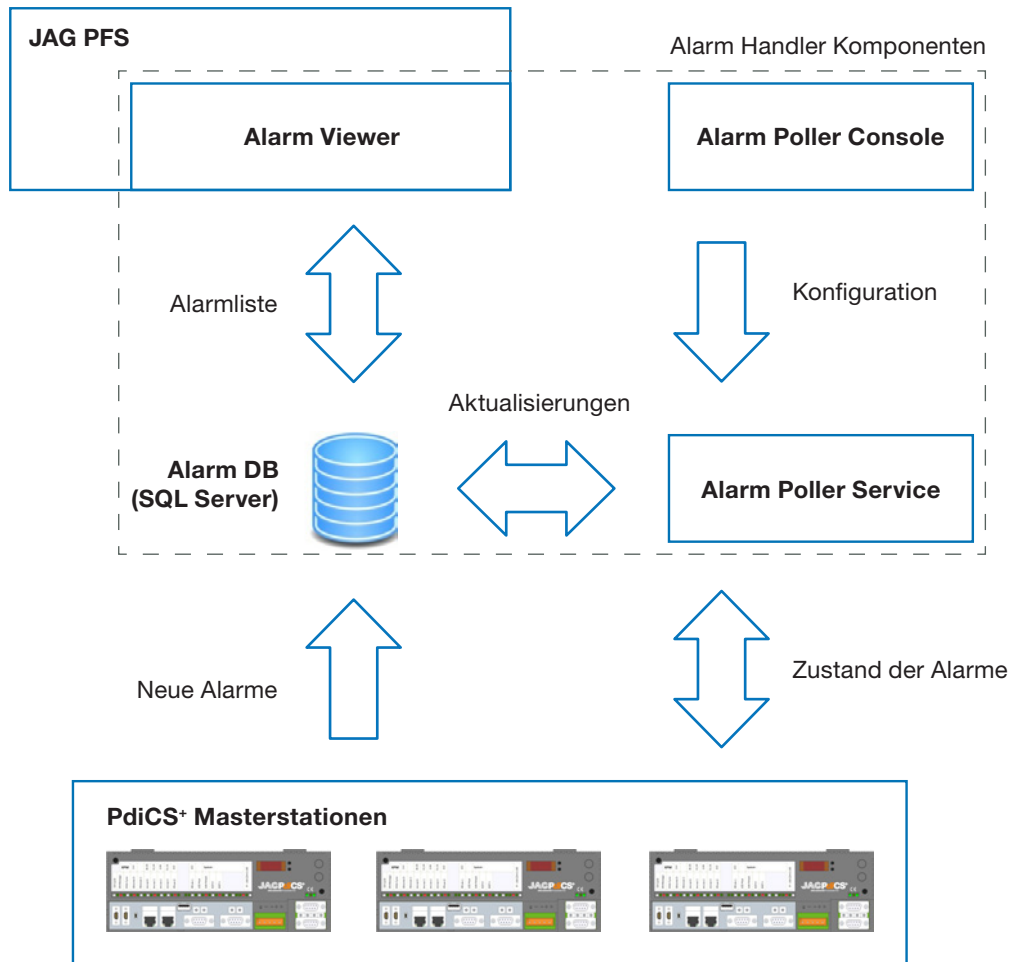 JAG PFS
Alarm Handler Komponenten
Alarm Viewer
Alarm Poller Console
Alarmliste
Konfiguration
Aktualisierungen
Alarm DB
(SQL Server)
Alarm Poller Service
Neue Alarme
Zustand der Alarme
PdiCS⁺ Masterstationen